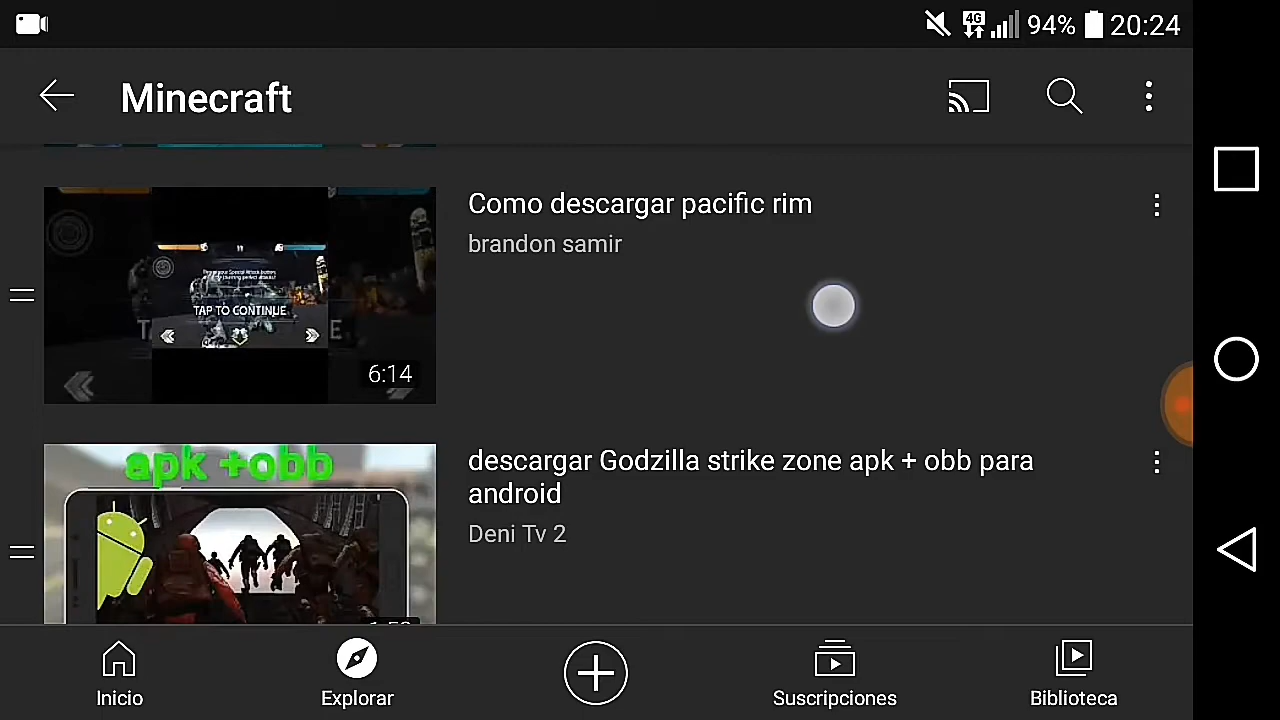 94% 20:24
Minecraft
Como descargar pacific rim
brandon samir
TAP TO CONTINUE
6:14
apk +obb
descargar Godzilla strike zone apk + obb para
android
Deni Tv 2
Inicio
Explorar
Suscripciones
Biblioteca